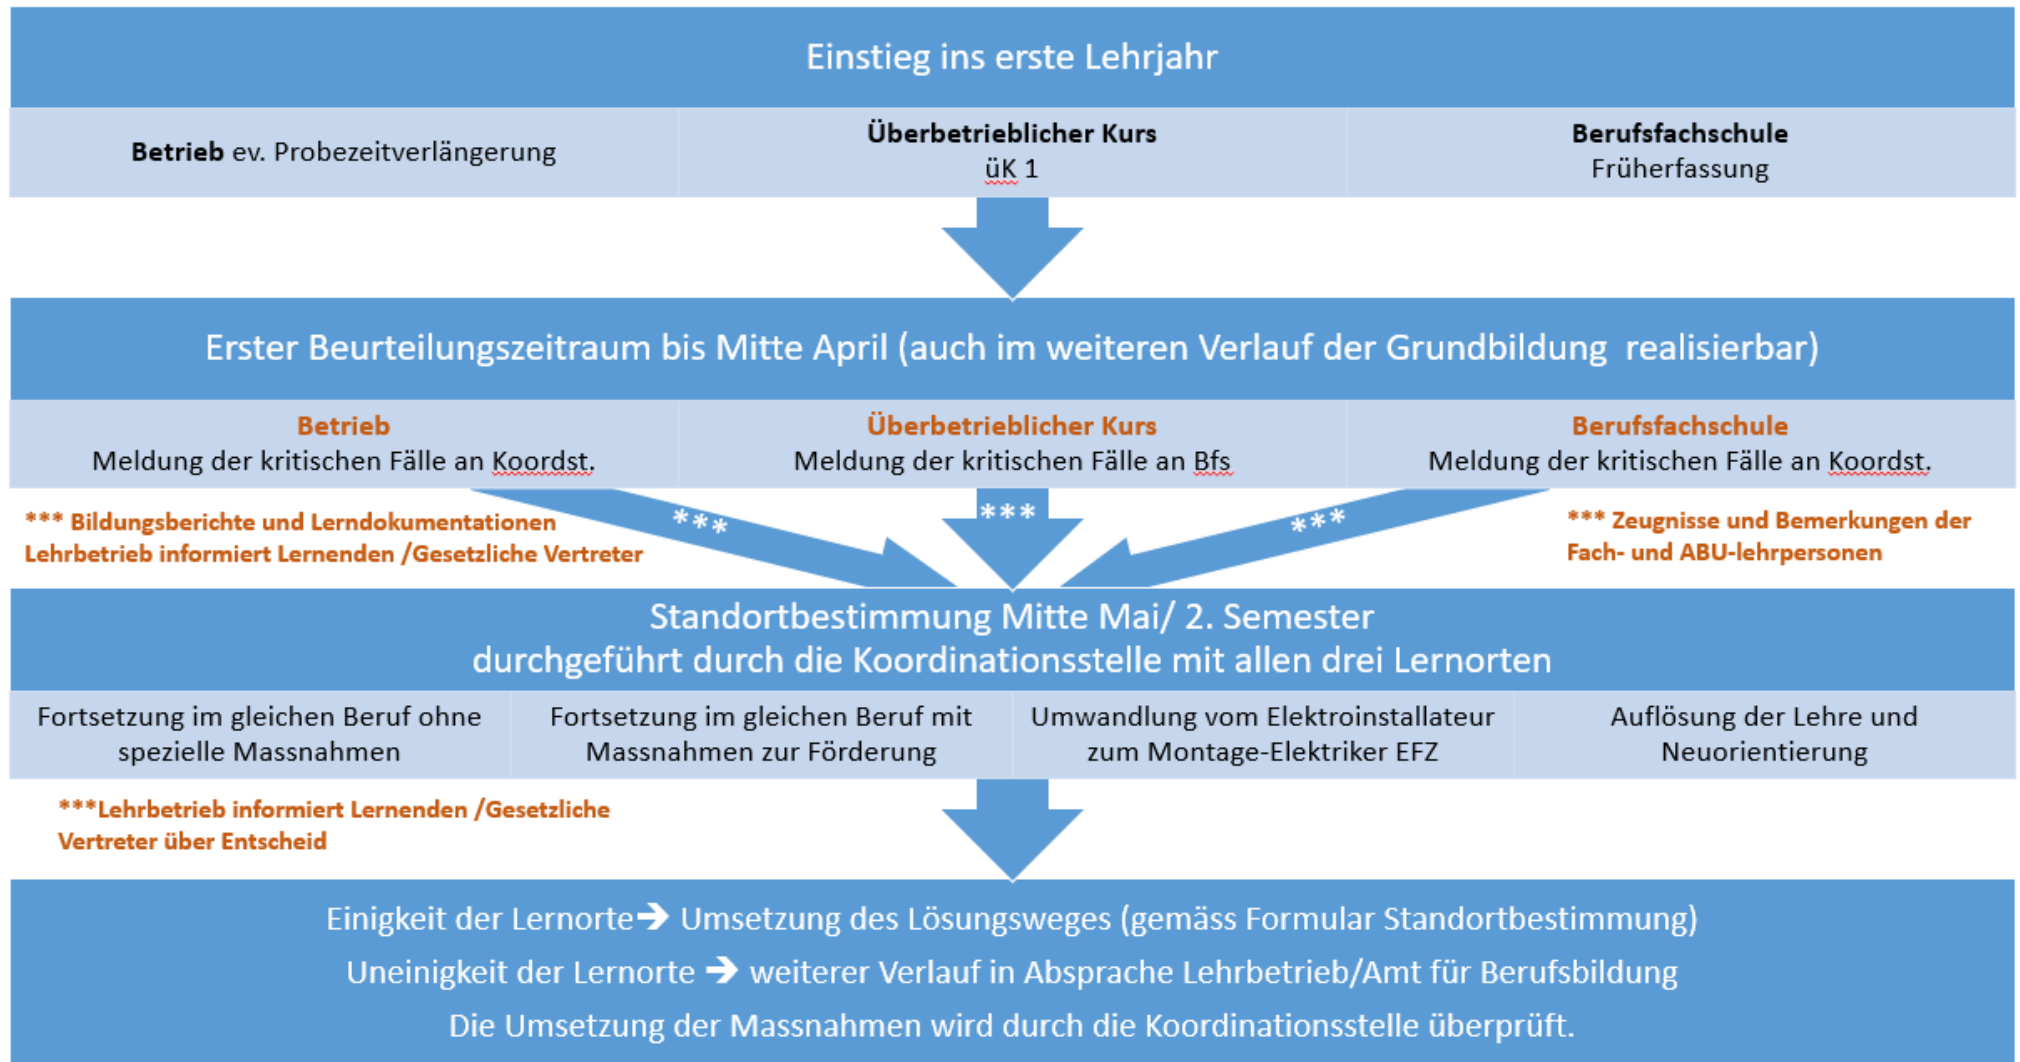 Einstieg ins erste Lehrjahr
Betrieb ev. Probezeitverlängerung
Überbetrieblicher Kurs
üK 1
Berufsfachschule
Früherfassung
Erster Beurteilungszeitraum bis Mitte April (auch im weiteren Verlauf der Grundbildung realisierbar)
Betrieb
Meldung der kritischen Fälle an Koordst.
Überbetrieblicher Kurs
Meldung der kritischen Fälle an Bfs
Berufsfachschule
Meldung der kritischen Fälle an Koordst.
*** Bildungsberichte und Lerndokumentationen
Lehrbetrieb informiert Lernenden /Gesetzliche Vertreter
***
***
***
*** Zeugnisse und Bemerkungen der
Fach- und ABU-lehrpersonen
Standortbestimmung Mitte Mai/ 2. Semester
durchgeführt durch die Koordinationsstelle mit allen drei Lernorten
Fortsetzung im gleichen Beruf ohne
spezielle Massnahmen
Fortsetzung im gleichen Beruf mit
Massnahmen zur Förderung
Umwandlung vom Elektroinstallateur
zum Montage-Elektriker EFZ
Auflösung der Lehre und
Neuorientierung
***Lehrbetrieb informiert Lernenden /Gesetzliche
Vertreter über Entscheid
Einigkeit der Lernorte➔ Umsetzung des Lösungsweges (gemäss Formular Standortbestimmung)
Uneinigkeit der Lernorte ➔ weiterer Verlauf in Absprache Lehrbetrieb/Amt für Berufsbildung
Die Umsetzung der Massnahmen wird durch die Koordinationsstelle überprüft.